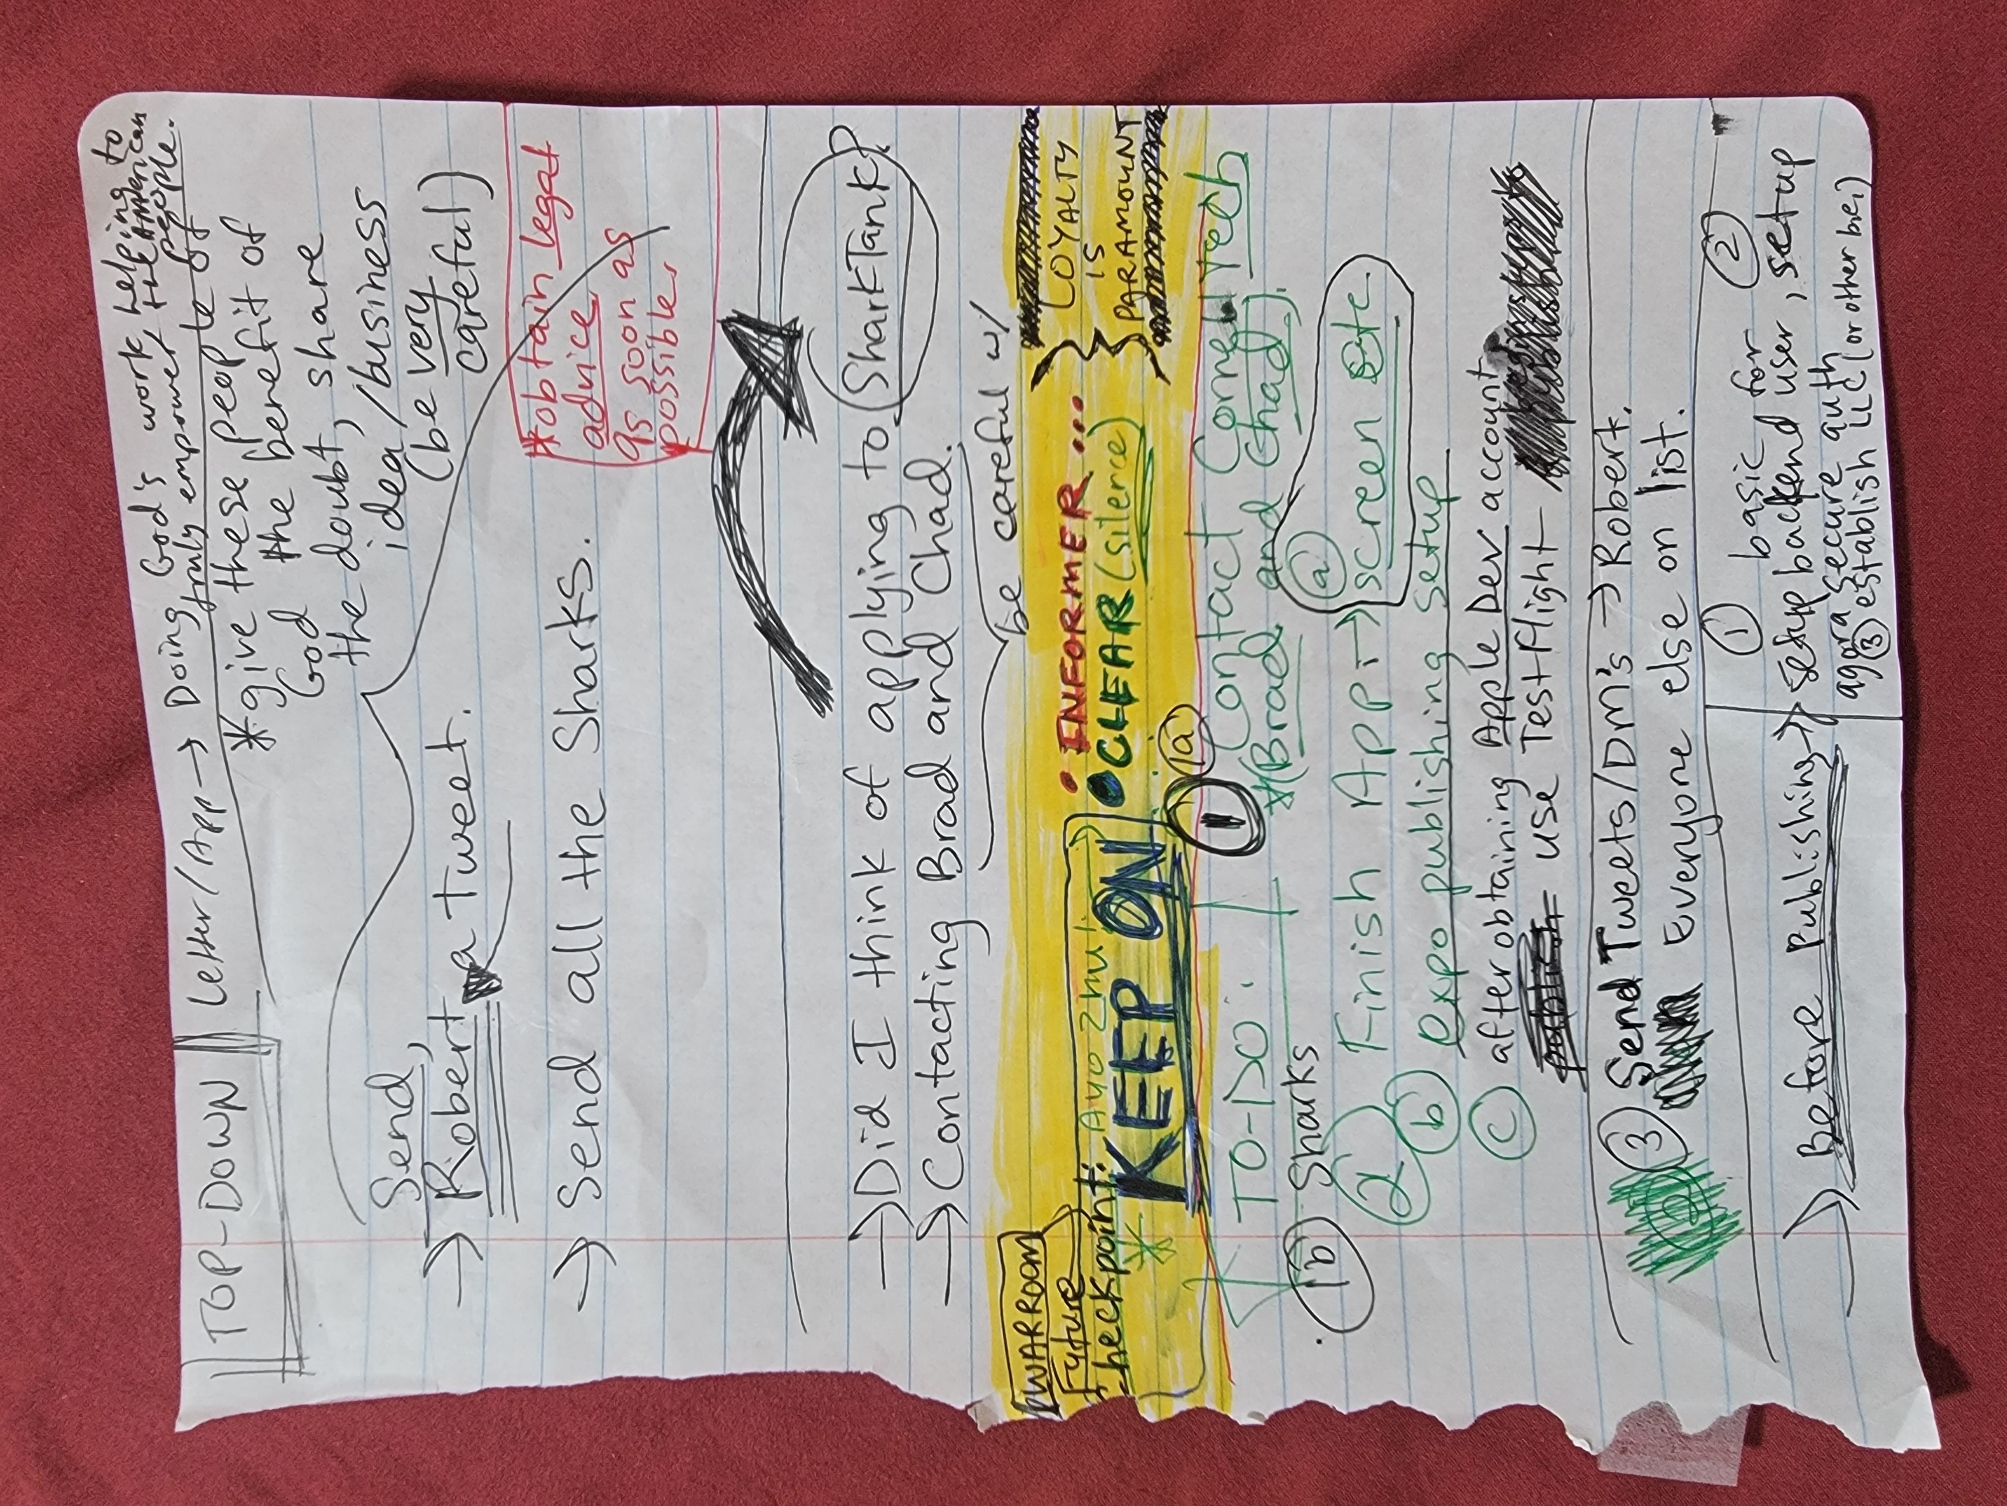 TOP-DOWN
Letter/App → Doing God's work helping to
truly empower the American
people.
*give these people of
God the benefit of
the doubt, share
idea/business
(be very
careful)
Send,
→ Robert a tweet.
→ Send all the Sharks.
*obtain legal
advice
as soon as
possible.
→ Did I think of applying to SharkTank?
→ Contacting Brad and Chad.
be careful w/
WARROOM
Future
Checkpoint: Ayo Zhu!
* KEEP ON
• INFORMER ...
• CLEAR (silence)
LOYALTY
IS
PARAMOUNT
TO-DO:
1 1a Contact Cornell Tech
*(Brad and Chad).
1b Sharks
2 Finish App: → a
screen etc.
b expo publishing setup
c after obtaining Apple Dev account,
publish use TestFlight
3 Send Tweets/DM's → Robert.
Everyone else on list.
→ Before Publishing →
1 basic for 2
setup backend user, setup
agora secure auth
3 establish LLC (or other b.e.)